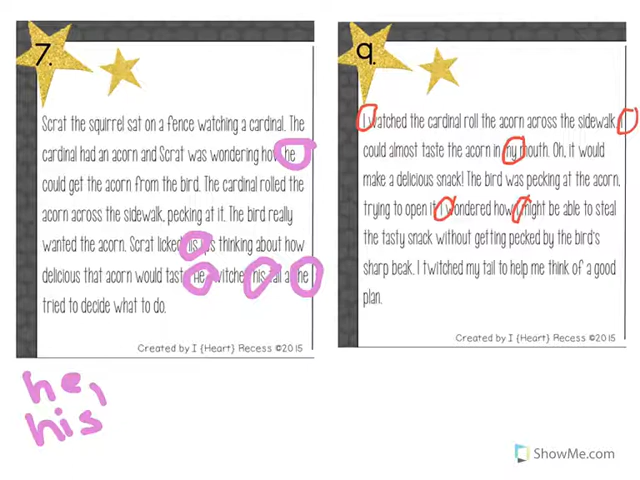 7.
Scrat the squirrel sat on a fence watching a cardinal. The
cardinal had an acorn and Scrat was wondering how he
could get the acorn from the bird. The cardinal rolled the
acorn across the sidewalk, pecking at it. The bird really
wanted the acorn. Scrat licked his lips thinking about how
delicious that acorn would taste. He twitched his tail as he
tried to decide what to do.
Created by I {Heart} Recess ©2015
he,
his
9.
I watched the cardinal roll the acorn across the sidewalk. I
could almost taste the acorn in my mouth. Oh, it would
make a delicious snack! The bird was pecking at the acorn,
trying to open it. I wondered how I might be able to steal
the tasty snack without getting pecked by the bird's
sharp beak. I twitched my tail to help me think of a good
plan.
Created by I {Heart} Recess ©2015
ShowMe.com